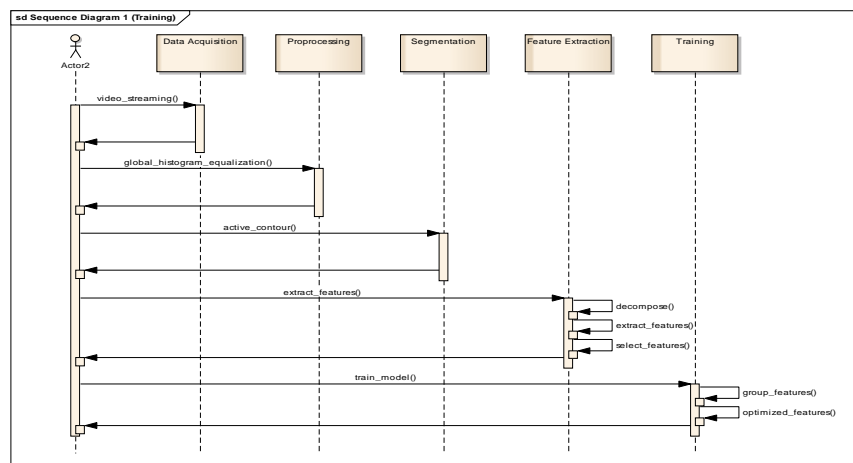 sd Sequence Diagram 1 (Training)
Actor2
Data Acquisition
Proprocessing
Segmentation
Feature Extraction
Training
video_streaming()
global_histogram_equalization()
active_contour()
extract_features()
decompose()
extract_features()
select_features()
train_model()
group_features()
optimized_features()